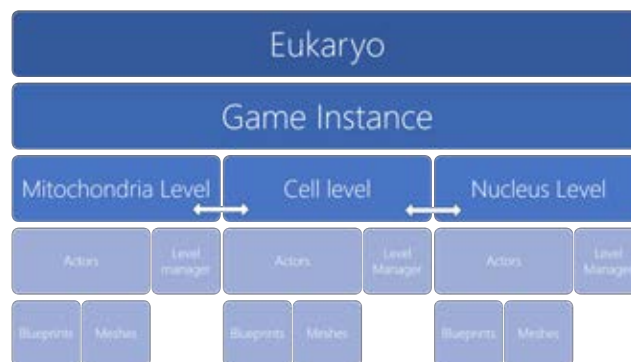 Eukaryo
Game Instance
Mitochondria Level Cell level Nucleus Level
Actors Level Actors Level Actors Level
manager Manager Manager
Blueprints Meshes Blueprints Meshes Blueprints Meshes